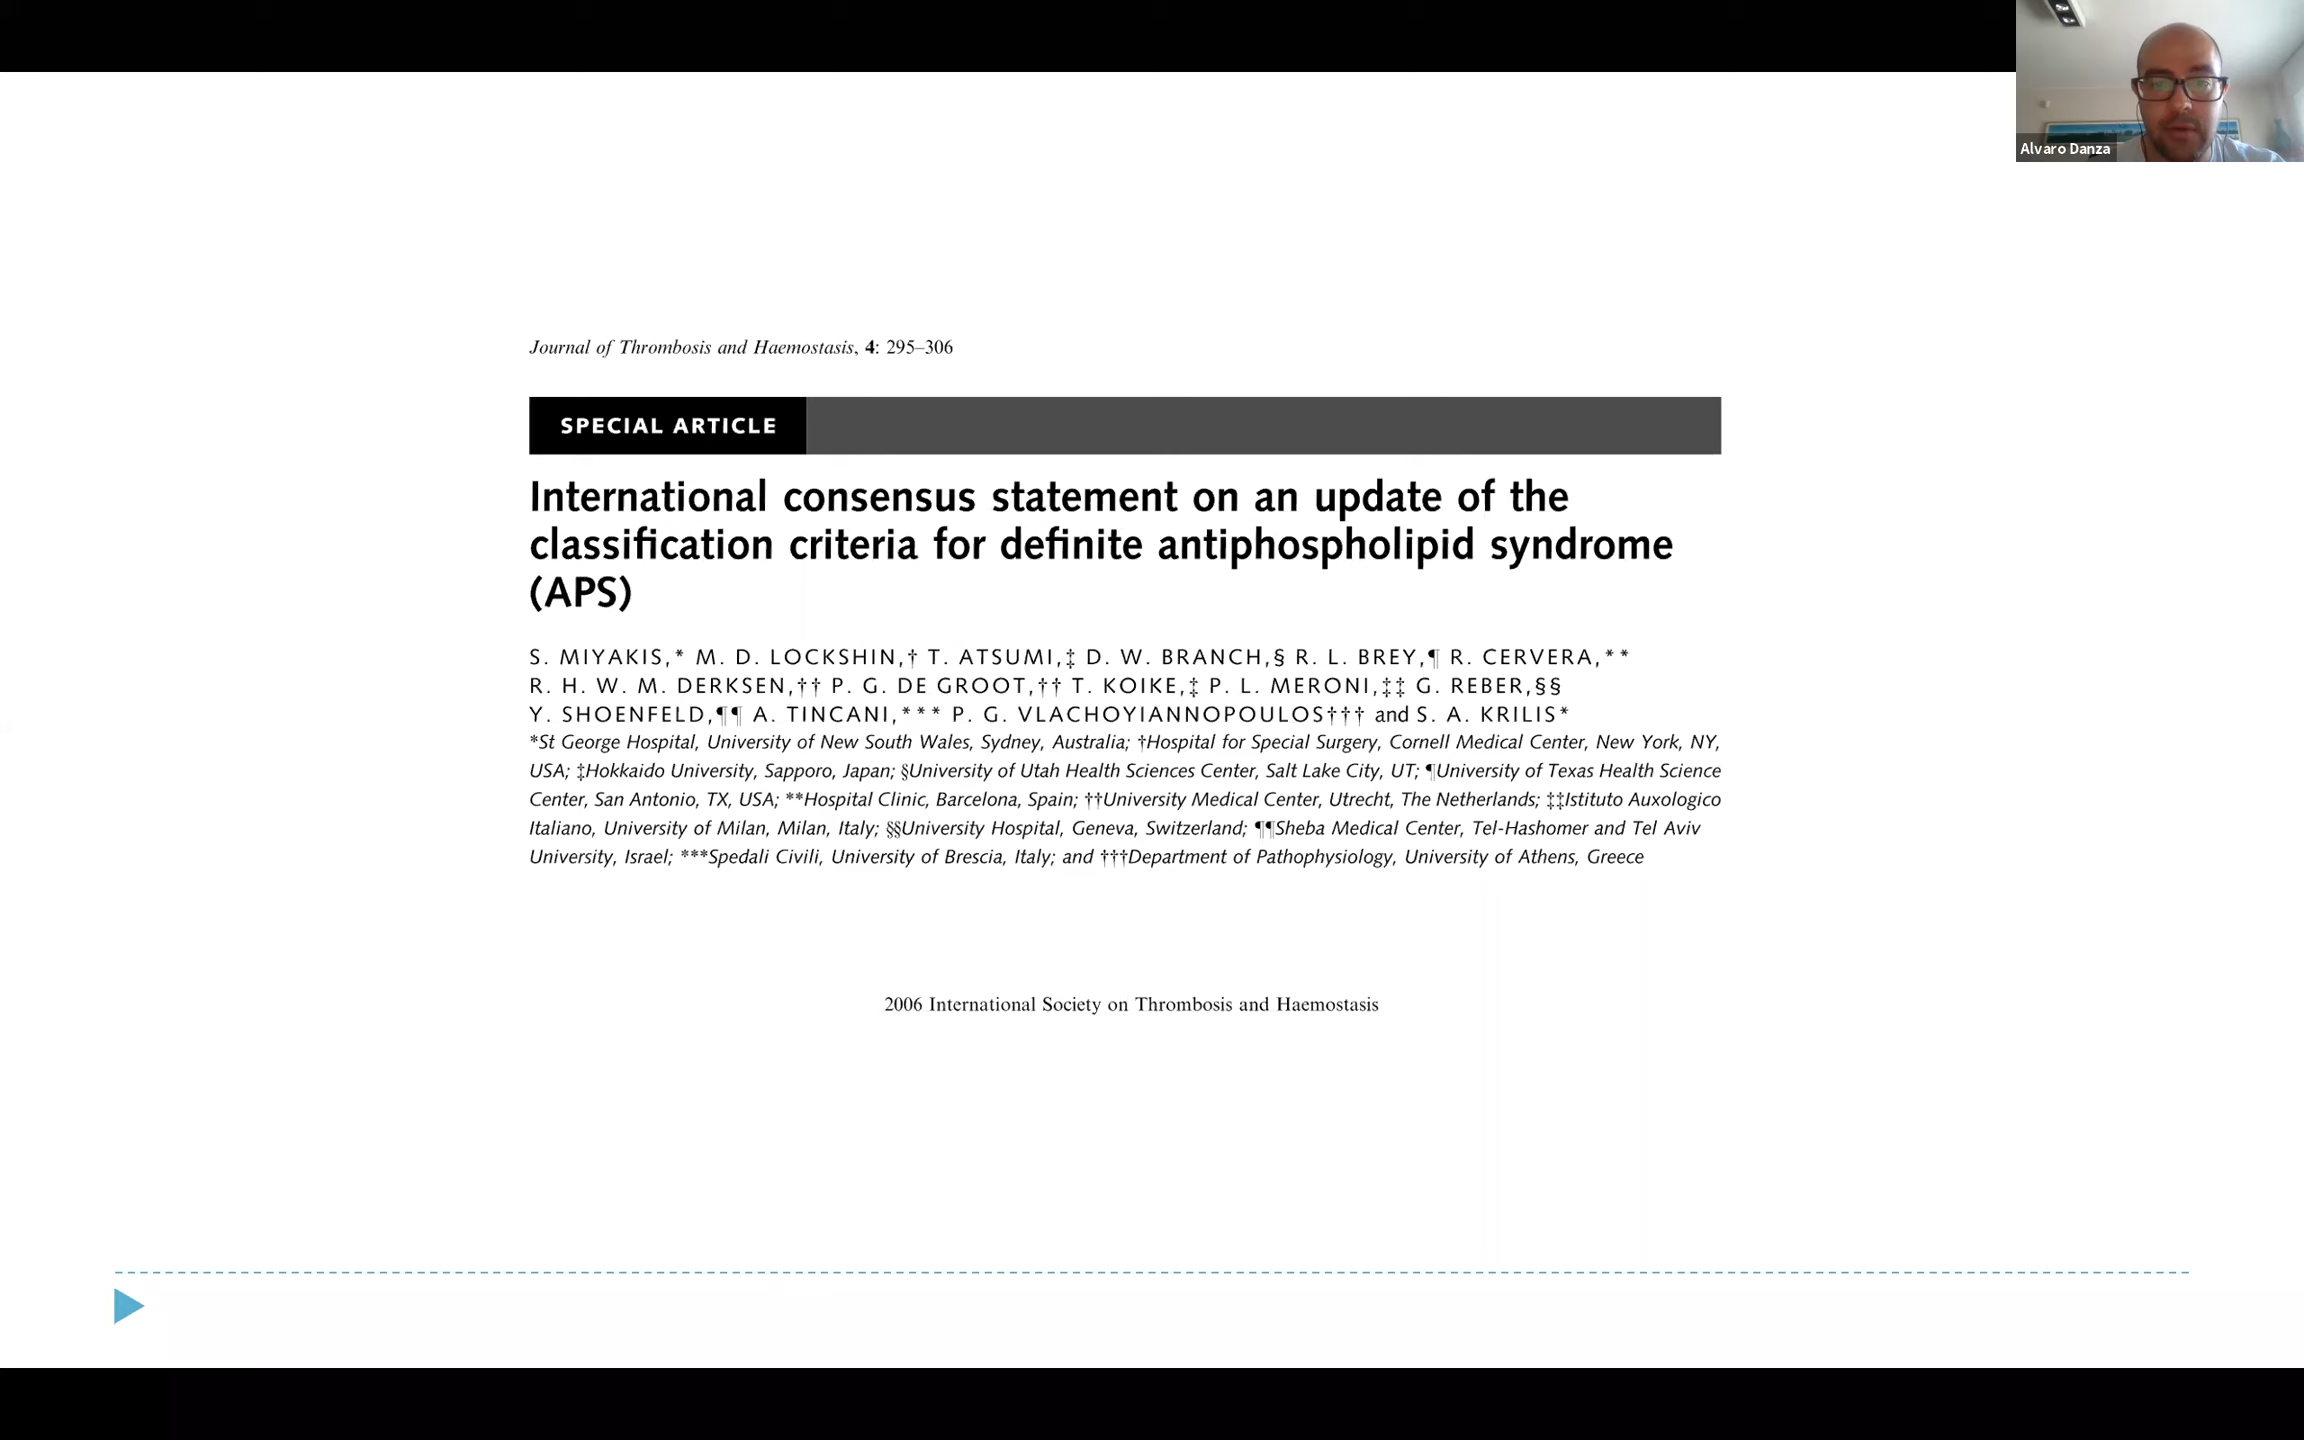 Alvaro Danza
Journal of Thrombosis and Haemostasis, 4: 295–306
SPECIAL ARTICLE
International consensus statement on an update of the
classification criteria for definite antiphospholipid syndrome
(APS)
S. MIYAKIS,* M. D. LOCKSHIN,† T. ATSUMI,‡ D. W. BRANCH,§ R. L. BREY,¶ R. CERVERA,**
R. H. W. M. DERKSEN,†† P. G. DE GROOT,†† T. KOIKE,‡ P. L. MERONI,‡‡ G. REBER,§§
Y. SHOENFELD,¶¶ A. TINCANI,*** P. G. VLACHOYIANNOPOULOS††† and S. A. KRILIS*
*St George Hospital, University of New South Wales, Sydney, Australia; †Hospital for Special Surgery, Cornell Medical Center, New York, NY,
USA; ‡Hokkaido University, Sapporo, Japan; §University of Utah Health Sciences Center, Salt Lake City, UT; ¶University of Texas Health Science
Center, San Antonio, TX, USA; **Hospital Clinic, Barcelona, Spain; ††University Medical Center, Utrecht, The Netherlands; ‡‡Istituto Auxologico
Italiano, University of Milan, Milan, Italy; §§University Hospital, Geneva, Switzerland; ¶¶Sheba Medical Center, Tel-Hashomer and Tel Aviv
University, Israel; ***Spedali Civili, University of Brescia, Italy; and †††Department of Pathophysiology, University of Athens, Greece
2006 International Society on Thrombosis and Haemostasis